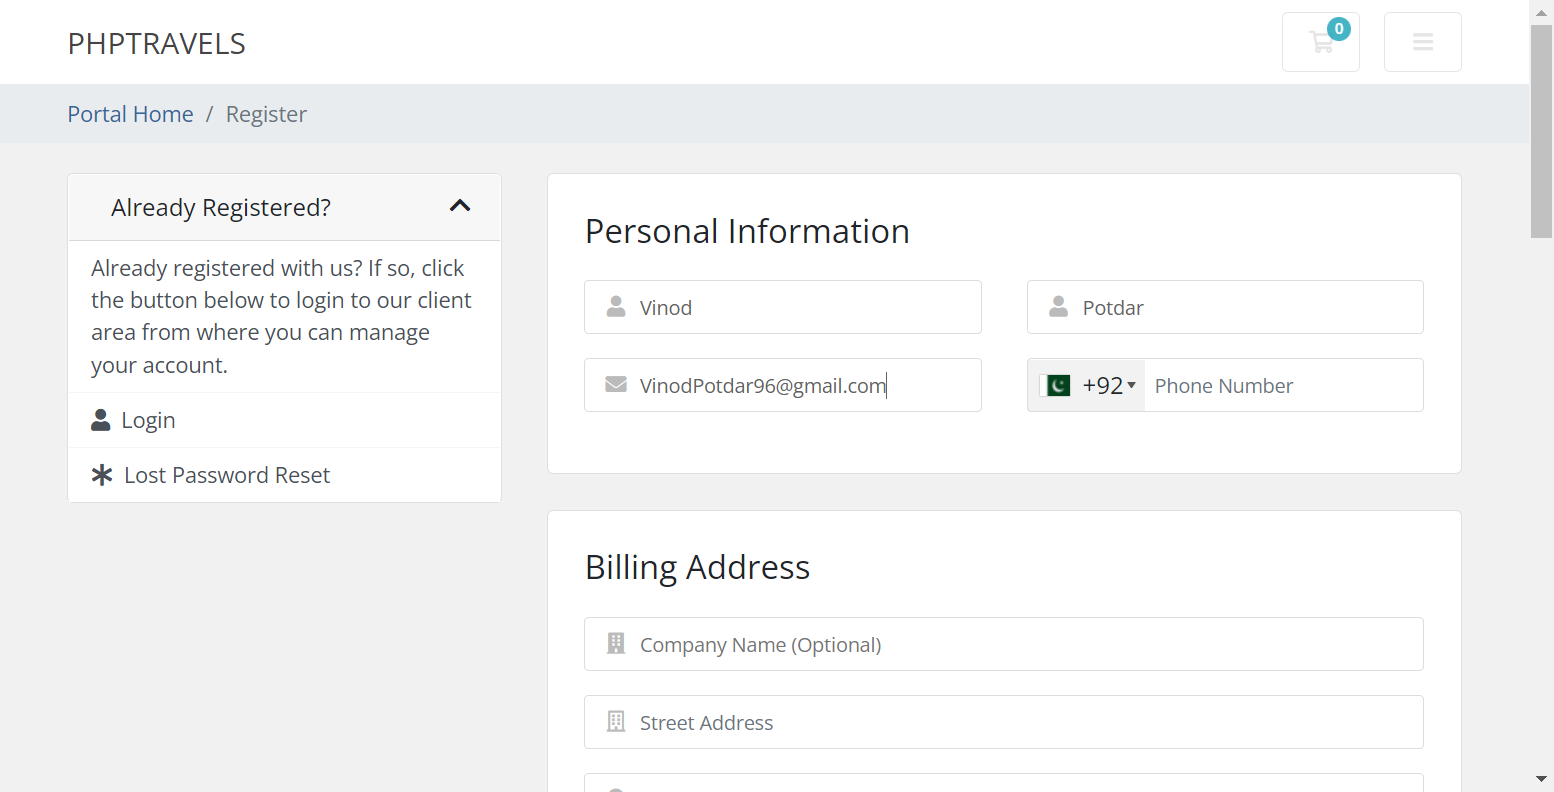 PHPTRAVELS
0
Portal Home / Register
Already Registered?
Already registered with us? If so, click
the button below to login to our client
area from where you can manage
your account.
Login
Lost Password Reset
Personal Information
Vinod
Potdar
VinodPotdar96@gmail.com
+92
Phone Number
Billing Address
Company Name (Optional)
Street Address